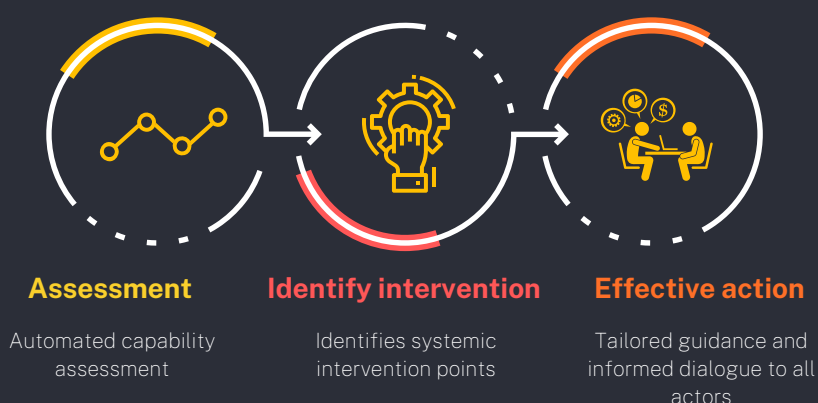 $
Assessment
Automated capability
assessment
Identify intervention
Identifies systemic
intervention points
Effective action
Tailored guidance and
informed dialogue to all
actors